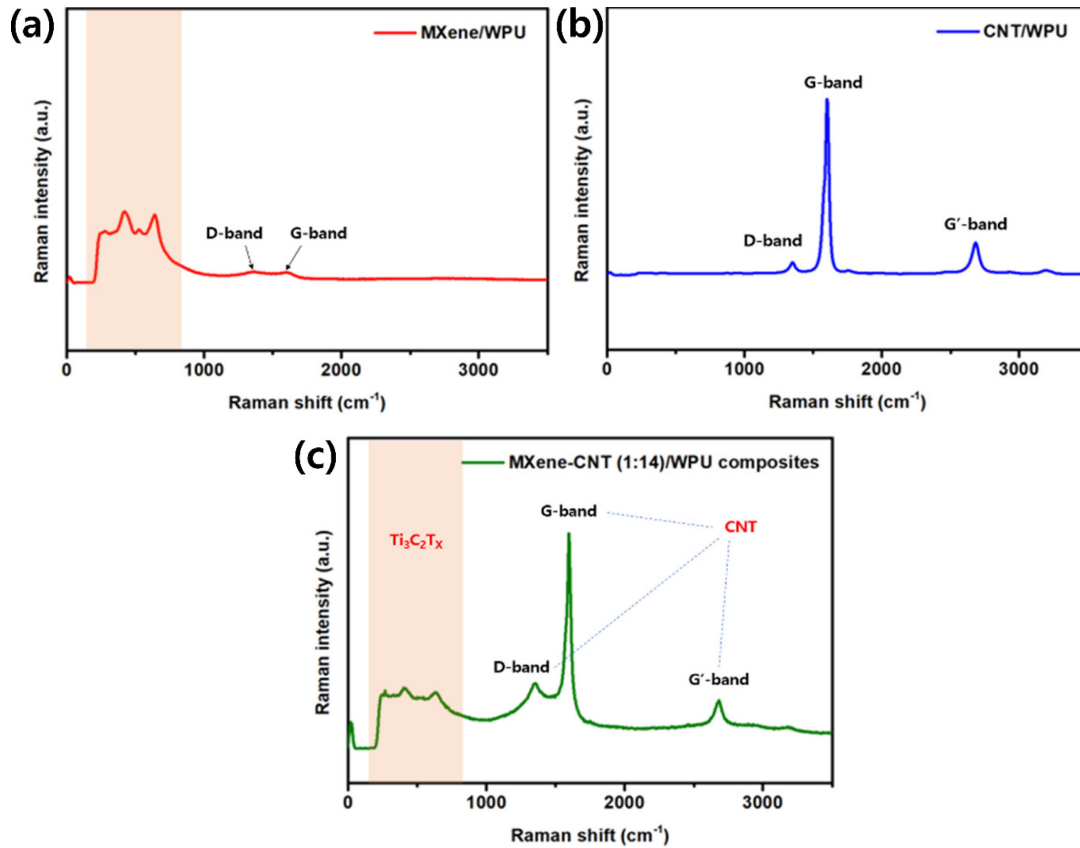 (a)
MXene/WPU
D-band
G-band
Raman intensity (a.u.)
0
1000
2000
3000
Raman shift (cm⁻¹)
(b)
CNT/WPU
G-band
D-band
G′-band
Raman intensity (a.u.)
0
1000
2000
3000
Raman shift (cm⁻¹)
(c)
MXene-CNT (1:14)/WPU composites
G-band
CNT
Ti₃C₂Tₓ
D-band
G′-band
Raman intensity (a.u.)
0
1000
2000
3000
Raman shift (cm⁻¹)